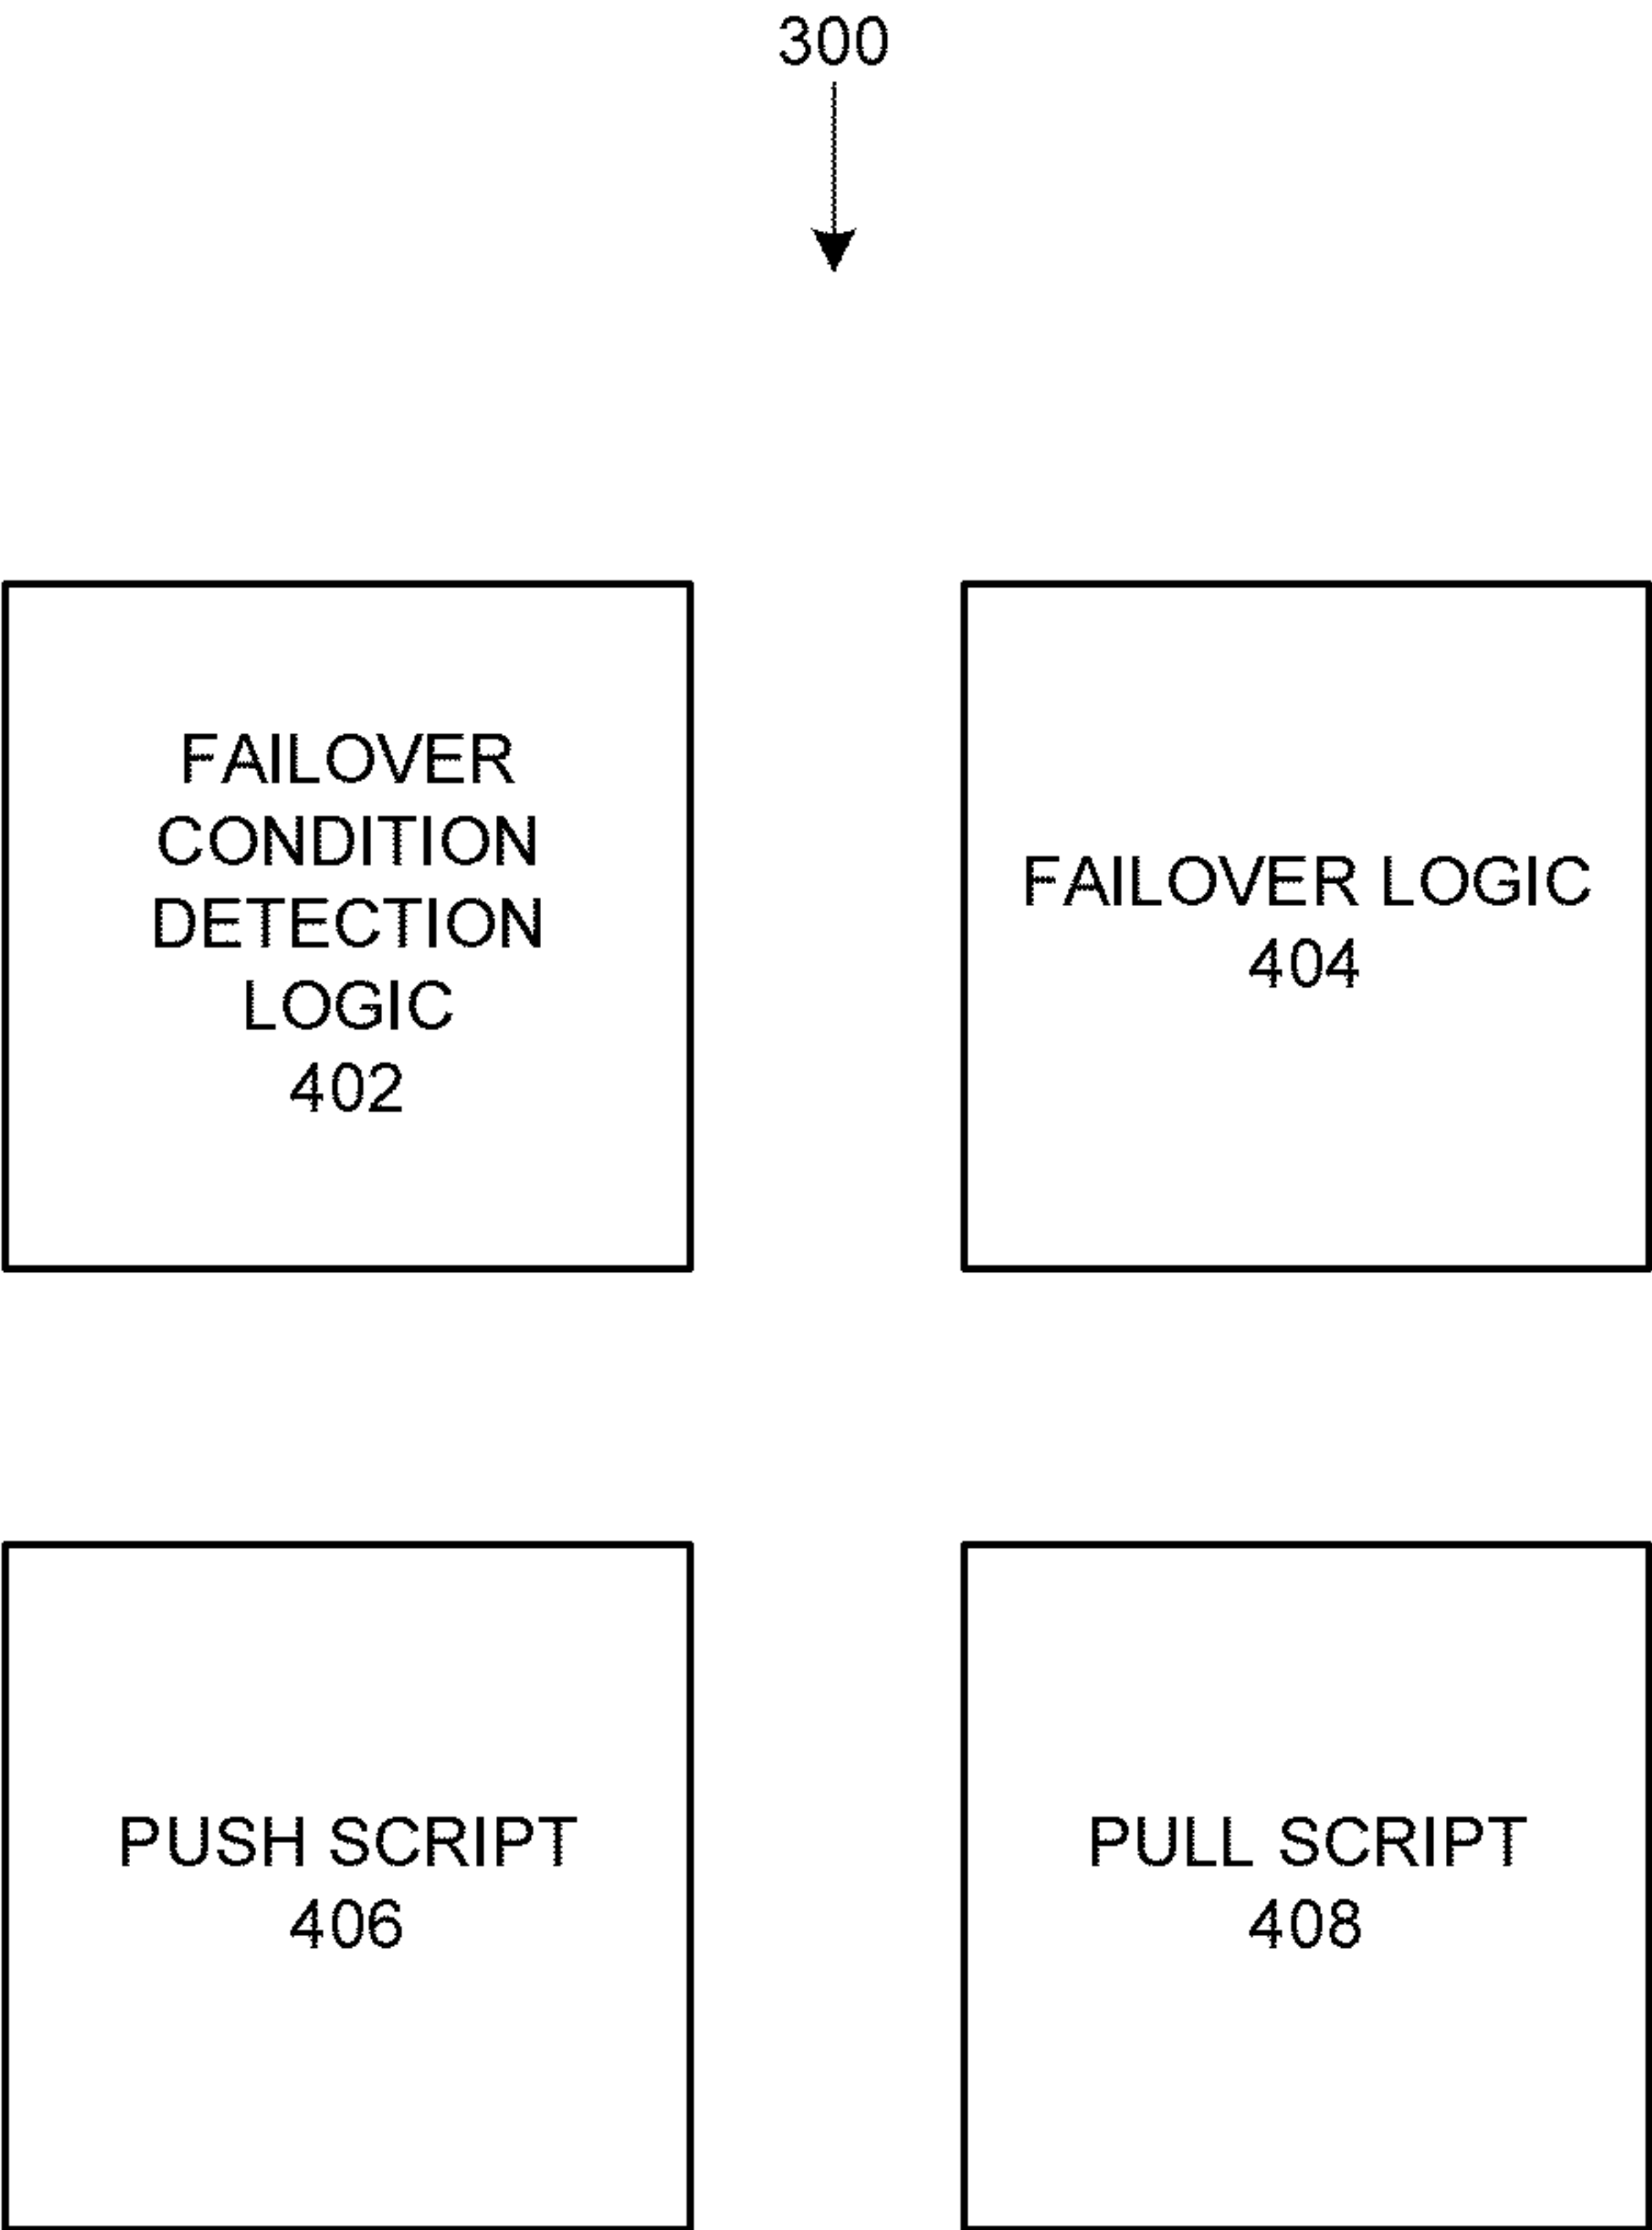 300
FAILOVER
CONDITION
DETECTION
LOGIC
402
FAILOVER LOGIC
404
PUSH SCRIPT
406
PULL SCRIPT
408